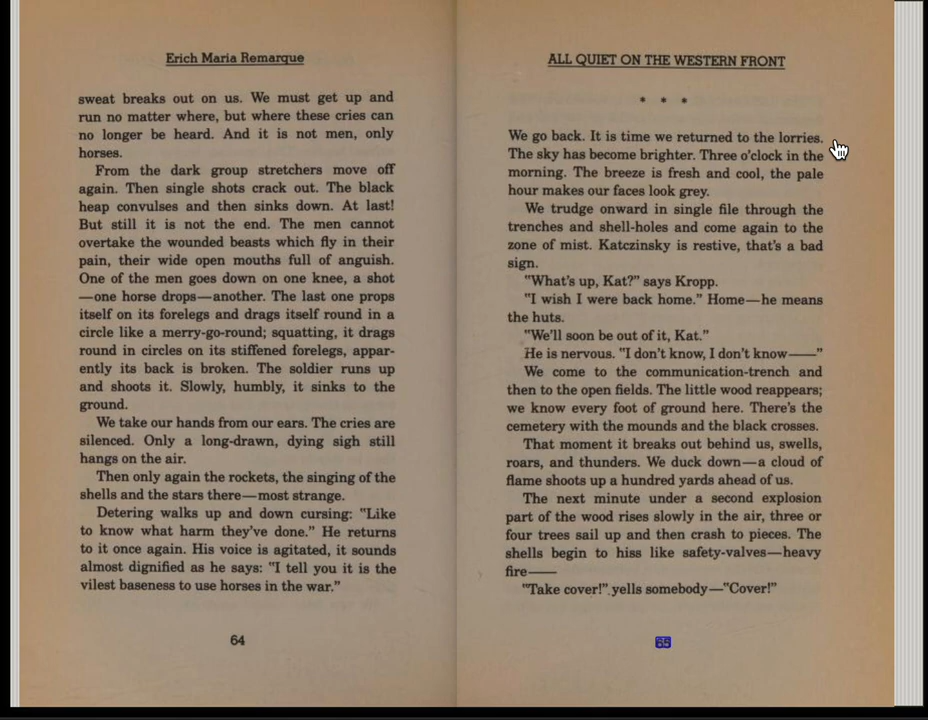 Erich Maria Remarque
sweat breaks out on us. We must get up and
run no matter where, but where these cries can
no longer be heard. And it is not men, only
horses.
From the dark group stretchers move off
again. Then single shots crack out. The black
heap convulses and then sinks down. At last!
But still it is not the end. The men cannot
overtake the wounded beasts which fly in their
pain, their wide open mouths full of anguish.
One of the men goes down on one knee, a shot
—one horse drops—another. The last one props
itself on its forelegs and drags itself round in a
circle like a merry-go-round; squatting, it drags
round in circles on its stiffened forelegs, appar-
ently its back is broken. The soldier runs up
and shoots it. Slowly, humbly, it sinks to the
ground.
We take our hands from our ears. The cries are
silenced. Only a long-drawn, dying sigh still
hangs on the air.
Then only again the rockets, the singing of the
shells and the stars there—most strange.
Detering walks up and down cursing: "Like
to know what harm they've done." He returns
to it once again. His voice is agitated, it sounds
almost dignified as he says: "I tell you it is the
vilest baseness to use horses in the war."
64
ALL QUIET ON THE WESTERN FRONT
* * *
We go back. It is time we returned to the lorries.
The sky has become brighter. Three o'clock in the
morning. The breeze is fresh and cool, the pale
hour makes our faces look grey.
We trudge onward in single file through the
trenches and shell-holes and come again to the
zone of mist. Katczinsky is restive, that's a bad
sign.
"What's up, Kat?" says Kropp.
"I wish I were back home." Home—he means
the huts.
"We'll soon be out of it, Kat."
He is nervous. "I don't know, I don't know——"
We come to the communication-trench and
then to the open fields. The little wood reappears;
we know every foot of ground here. There's the
cemetery with the mounds and the black crosses.
That moment it breaks out behind us, swells,
roars, and thunders. We duck down—a cloud of
flame shoots up a hundred yards ahead of us.
The next minute under a second explosion
part of the wood rises slowly in the air, three or
four trees sail up and then crash to pieces. The
shells begin to hiss like safety-valves—heavy
fire——
"Take cover!" yells somebody—"Cover!"
65